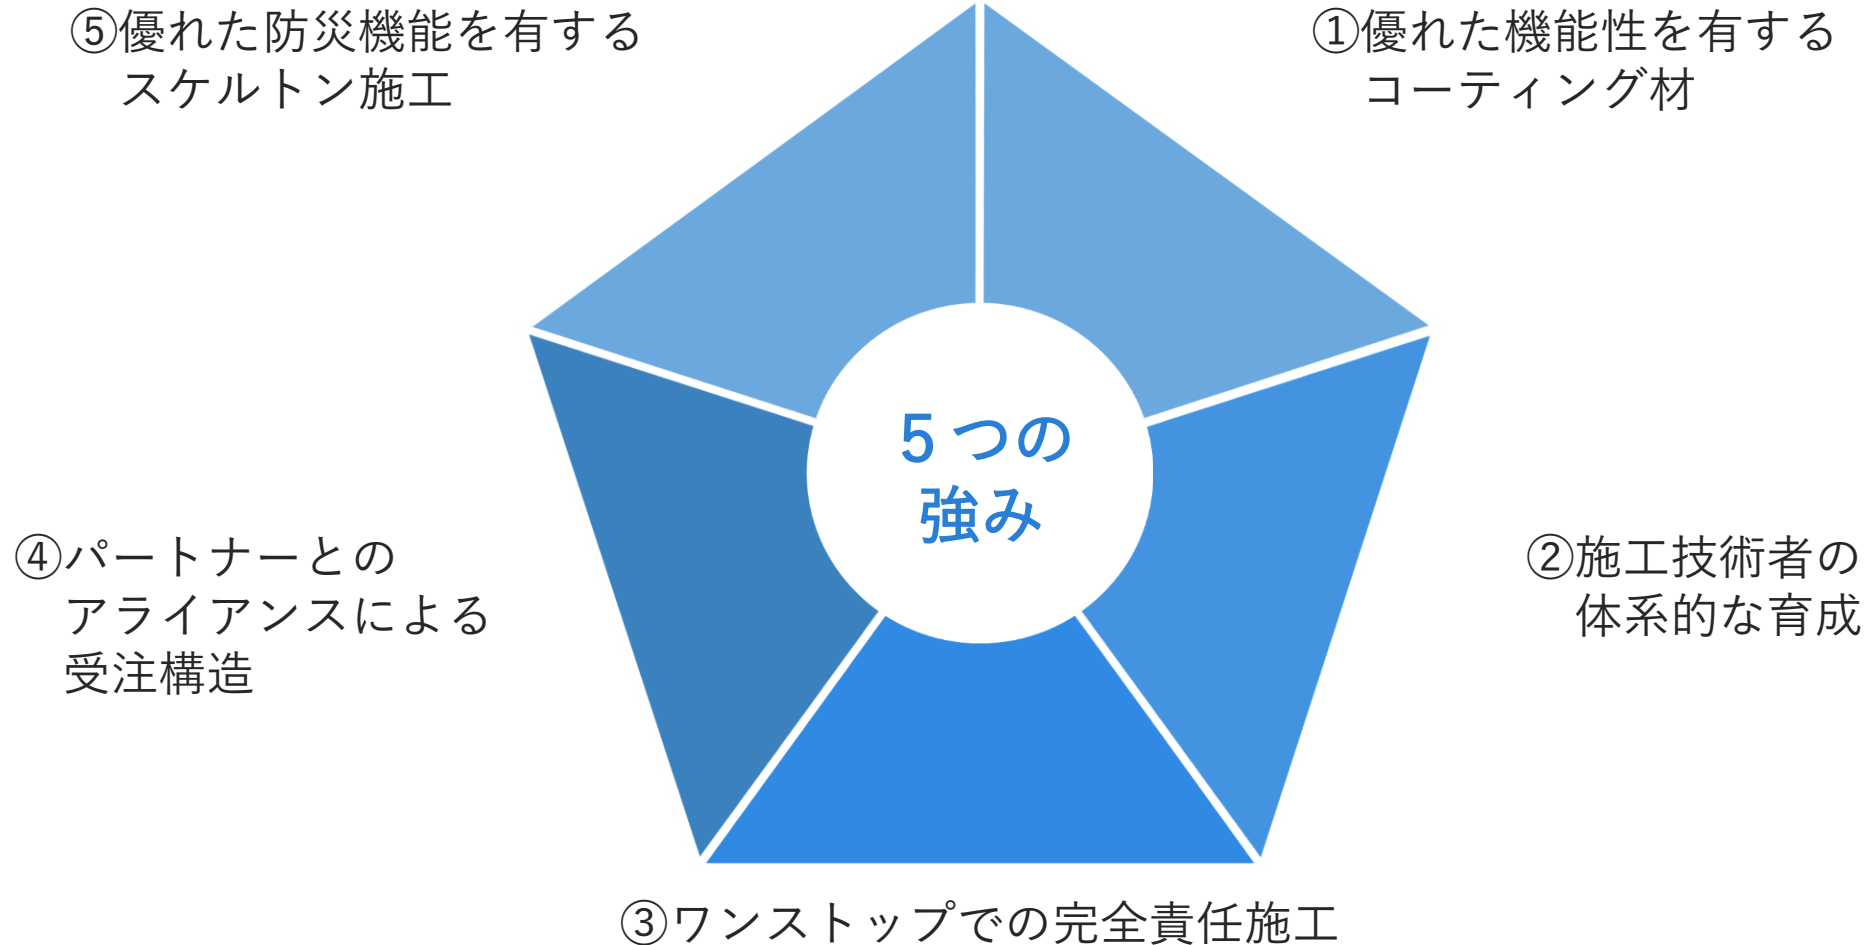 ⑤優れた防災機能を有する
スケルトン施工
①優れた機能性を有する
コーティング材
5つの
強み
④パートナーとの
アライアンスによる
受注構造
②施工技術者の
体系的な育成
③ワンストップでの完全責任施工